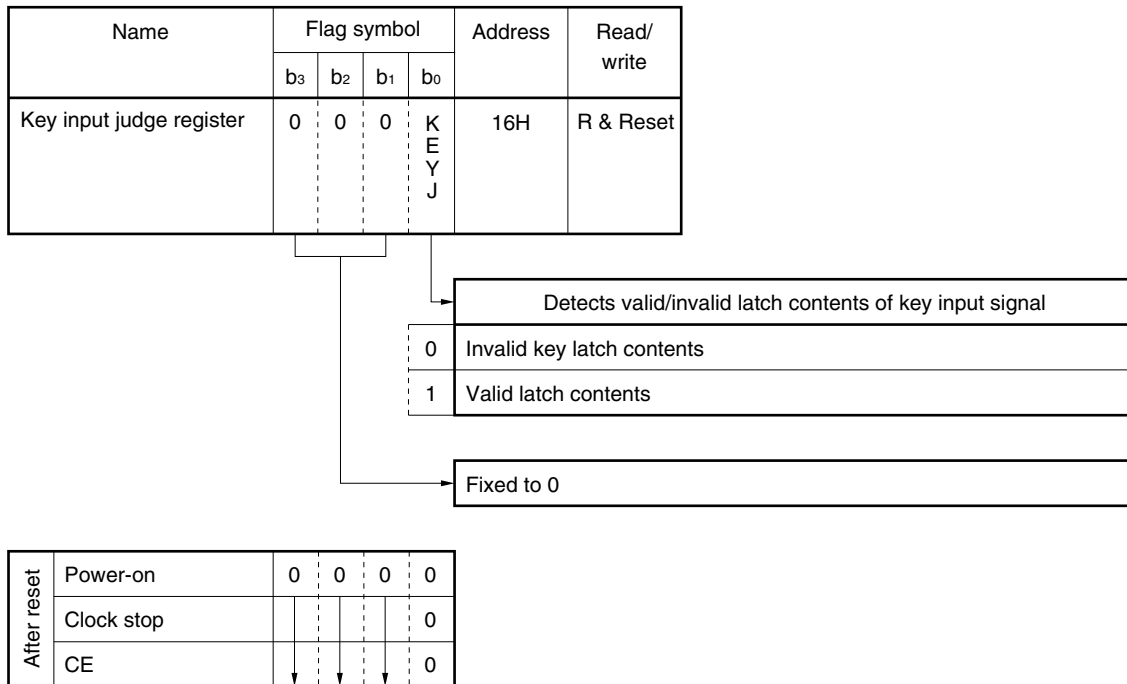 Name Flag symbol Address Read/
write
b3 b2 b1 b0
Key input judge register 0 0 0 K
E
Y
J 16H R & Reset
Detects valid/invalid latch contents of key input signal
0 Invalid key latch contents
1 Valid latch contents
Fixed to 0
After reset
Power-on 0 0 0 0
Clock stop 0
CE 0